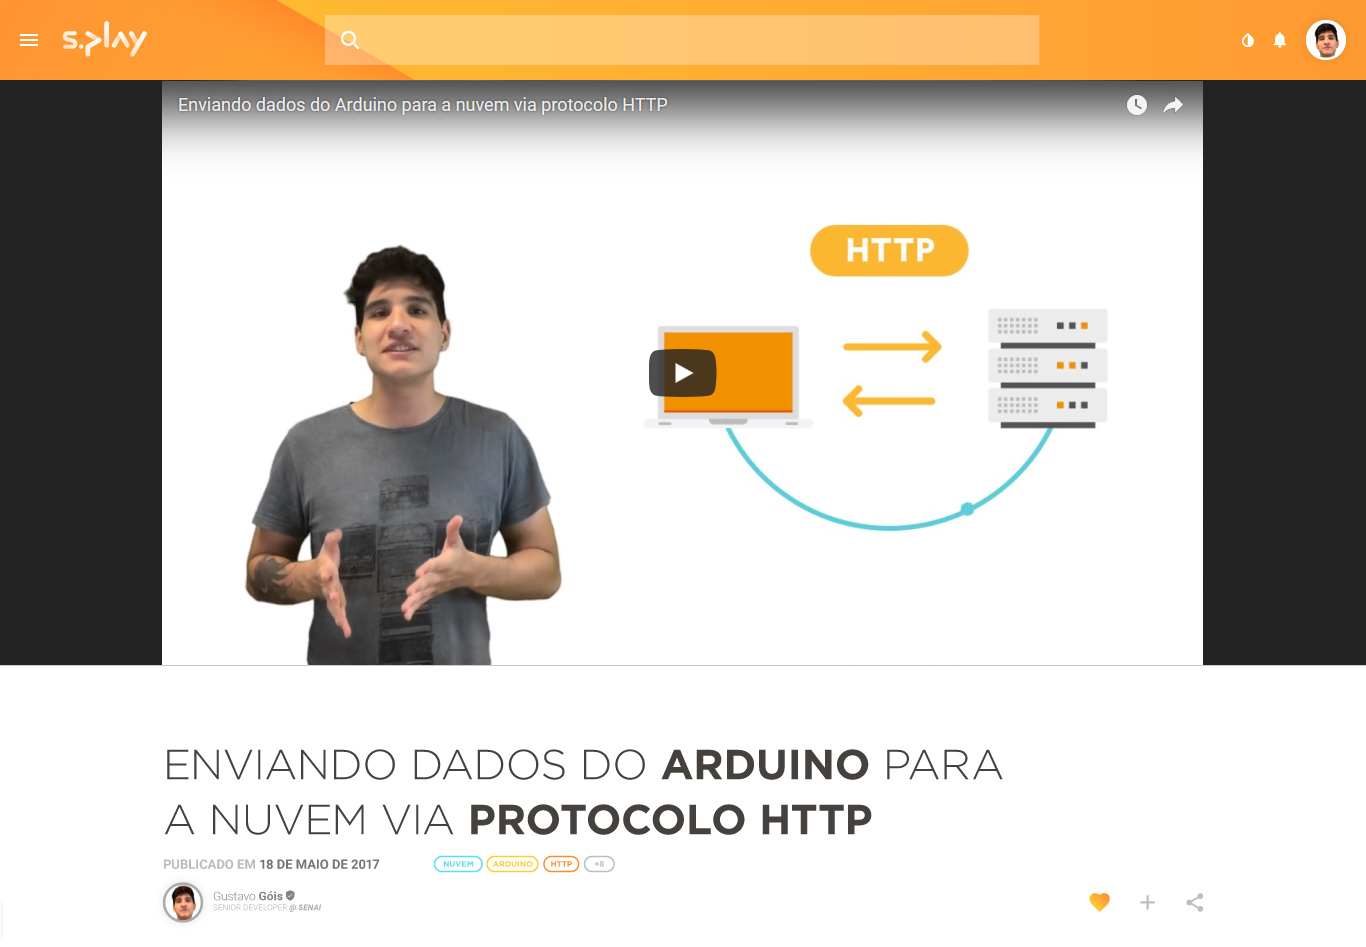 s.play
Enviando dados do Arduino para a nuvem via protocolo HTTP
HTTP
ENVIANDO DADOS DO ARDUINO PARA
A NUVEM VIA PROTOCOLO HTTP
PUBLICADO EM 18 DE MAIO DE 2017
NUVEM ARDUINO HTTP +8
Gustavo Góis
SENIOR DEVELOPER @ SENAI